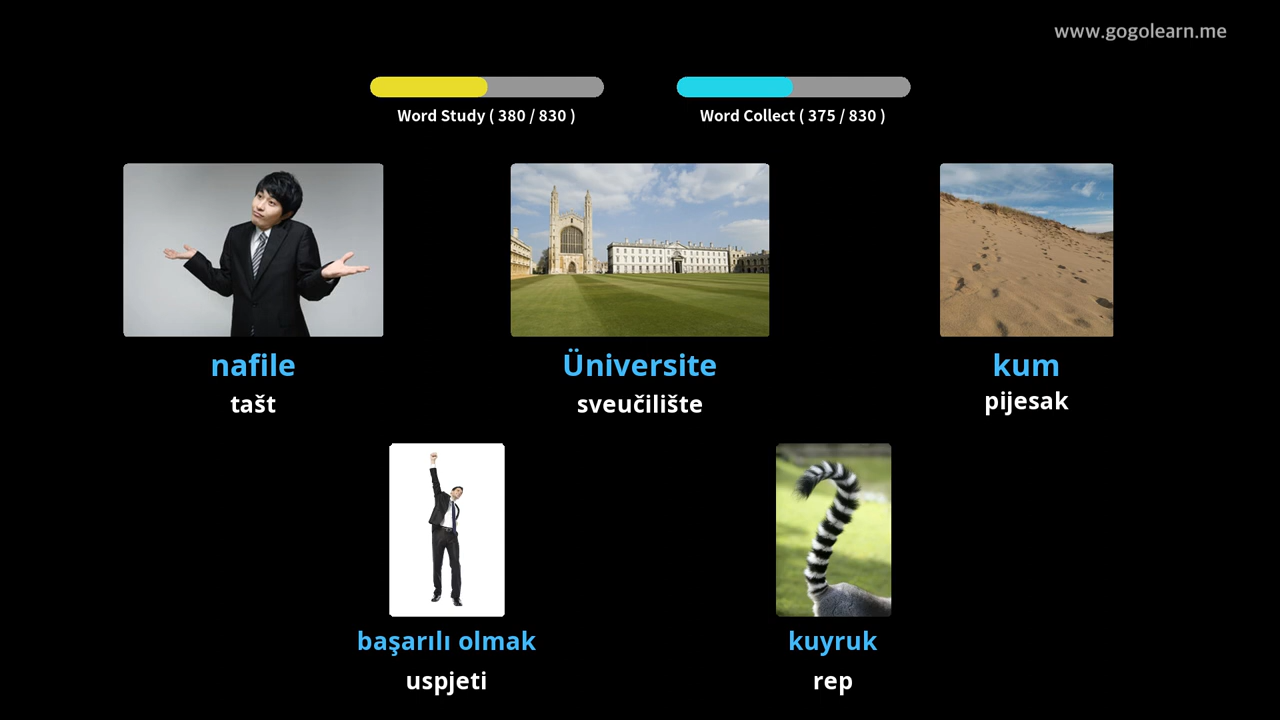 www.gogolearn.me
Word Study ( 380 / 830 )
Word Collect ( 375 / 830 )
nafile
tašt
Üniversite
sveučilište
kum
pijesak
başarılı olmak
uspjeti
kuyruk
rep